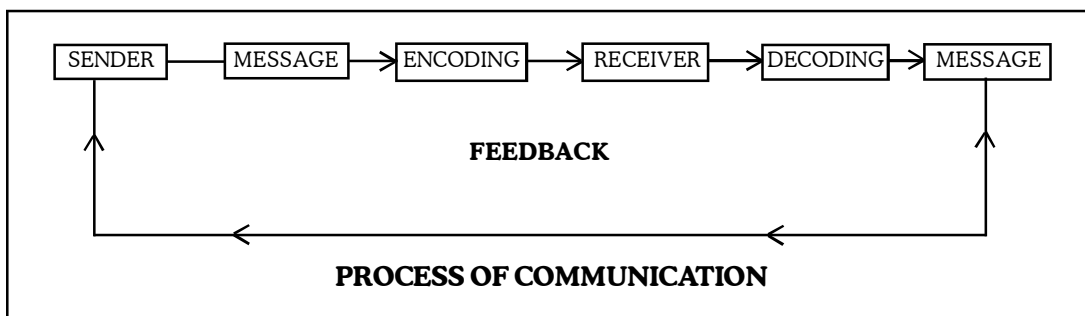 SENDER MESSAGE ENCODING RECEIVER DECODING MESSAGE
FEEDBACK
PROCESS OF COMMUNICATION